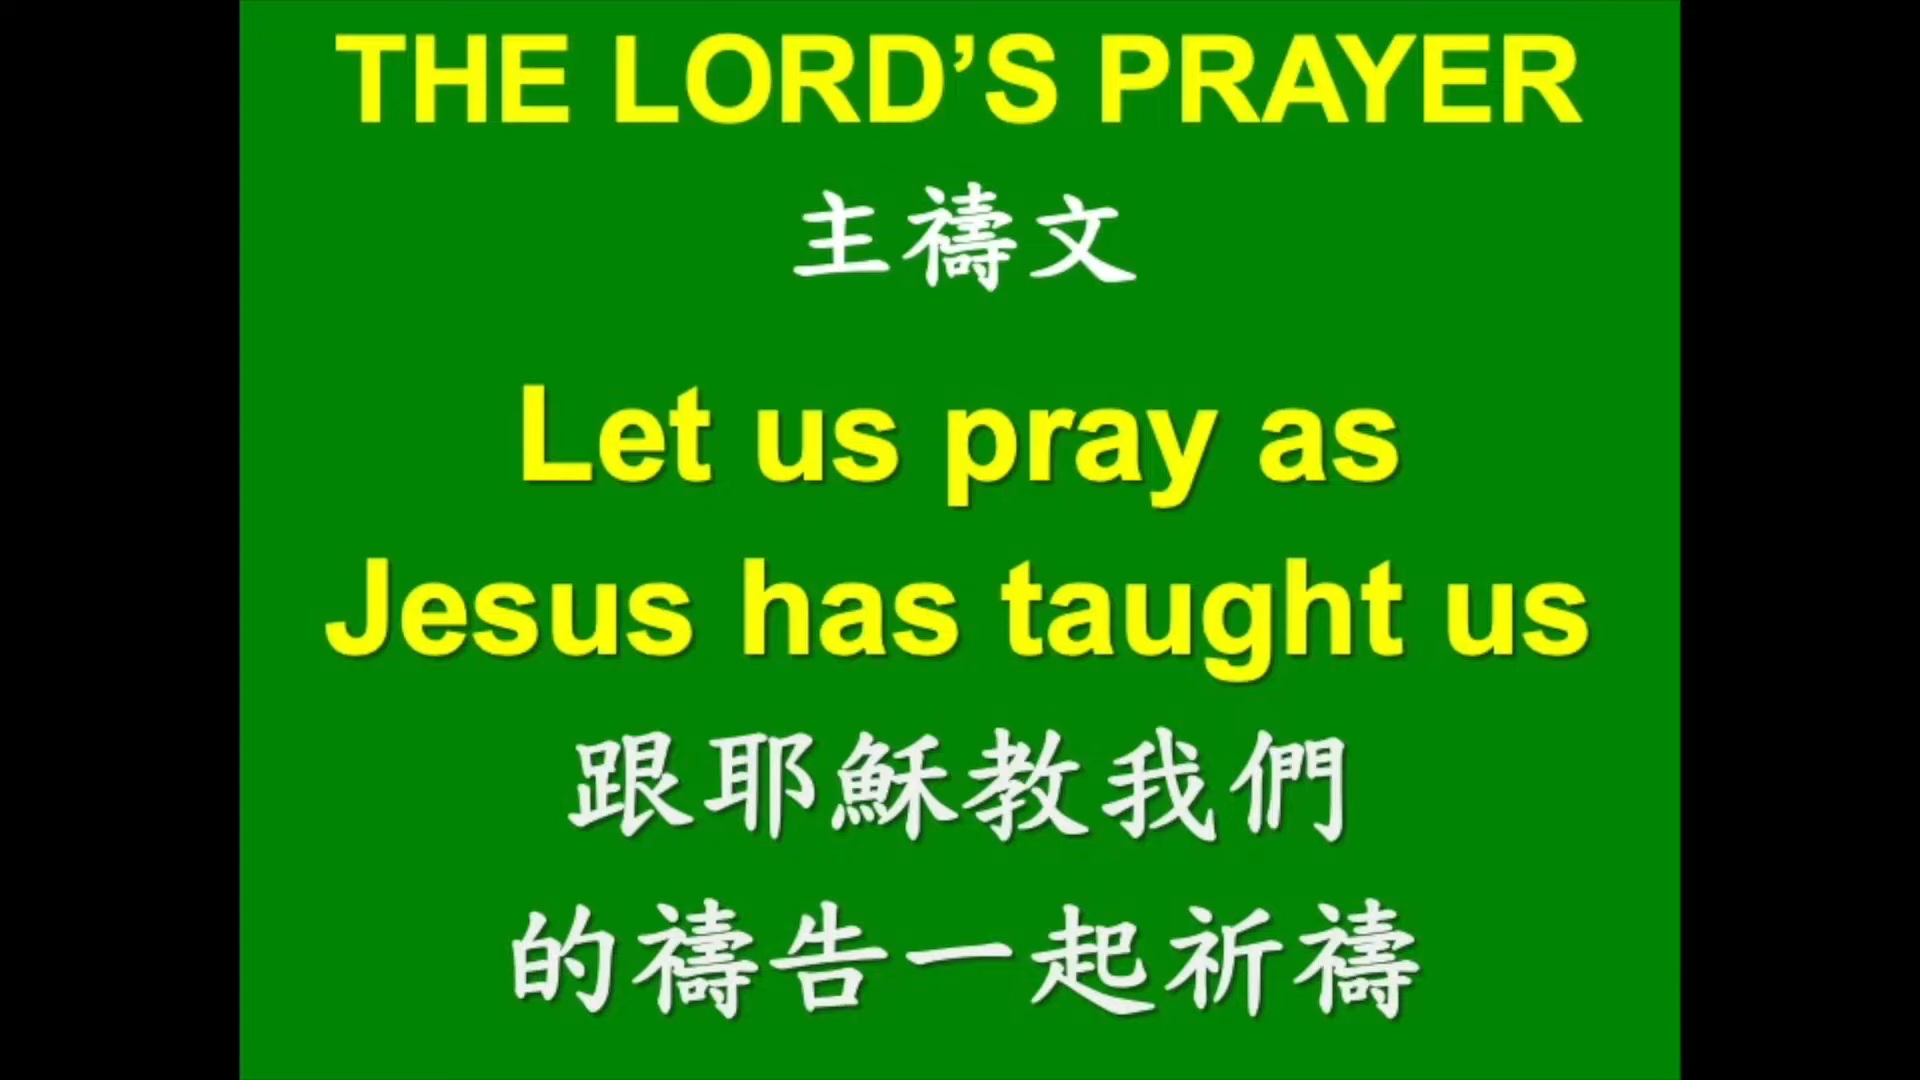 THE LORD’S PRAYER
主禱文
Let us pray as
Jesus has taught us
跟耶穌教我們
的禱告一起祈禱